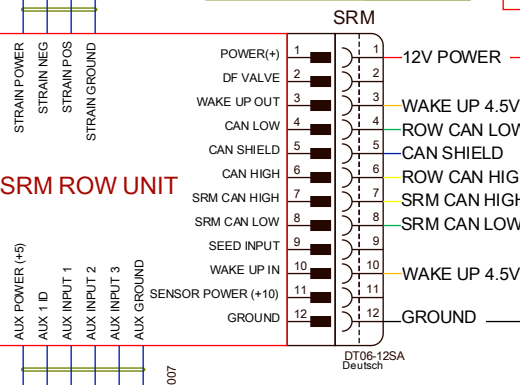 SRM
STRAIN POWER
STRAIN NEG
STRAIN POS
STRAIN GROUND
POWER(+) 1 1 12V POWER
DF VALVE 2 2
WAKE UP OUT 3 3 WAKE UP 4.5V
CAN LOW 4 4 ROW CAN LOW
CAN SHIELD 5 5 CAN SHIELD
CAN HIGH 6 6 ROW CAN HIG
SRM CAN HIGH 7 7 SRM CAN HIGH
SRM CAN LOW 8 8 SRM CAN LOW
SEED INPUT 9 9
WAKE UP IN 10 10 WAKE UP 4.5V
SENSOR POWER (+10) 11 11
GROUND 12 12 GROUND
SRM ROW UNIT
AUX POWER (+5)
AUX 1 ID
AUX INPUT 1
AUX INPUT 2
AUX INPUT 3
AUX GROUND
DT06-12SA
Deutsch
007